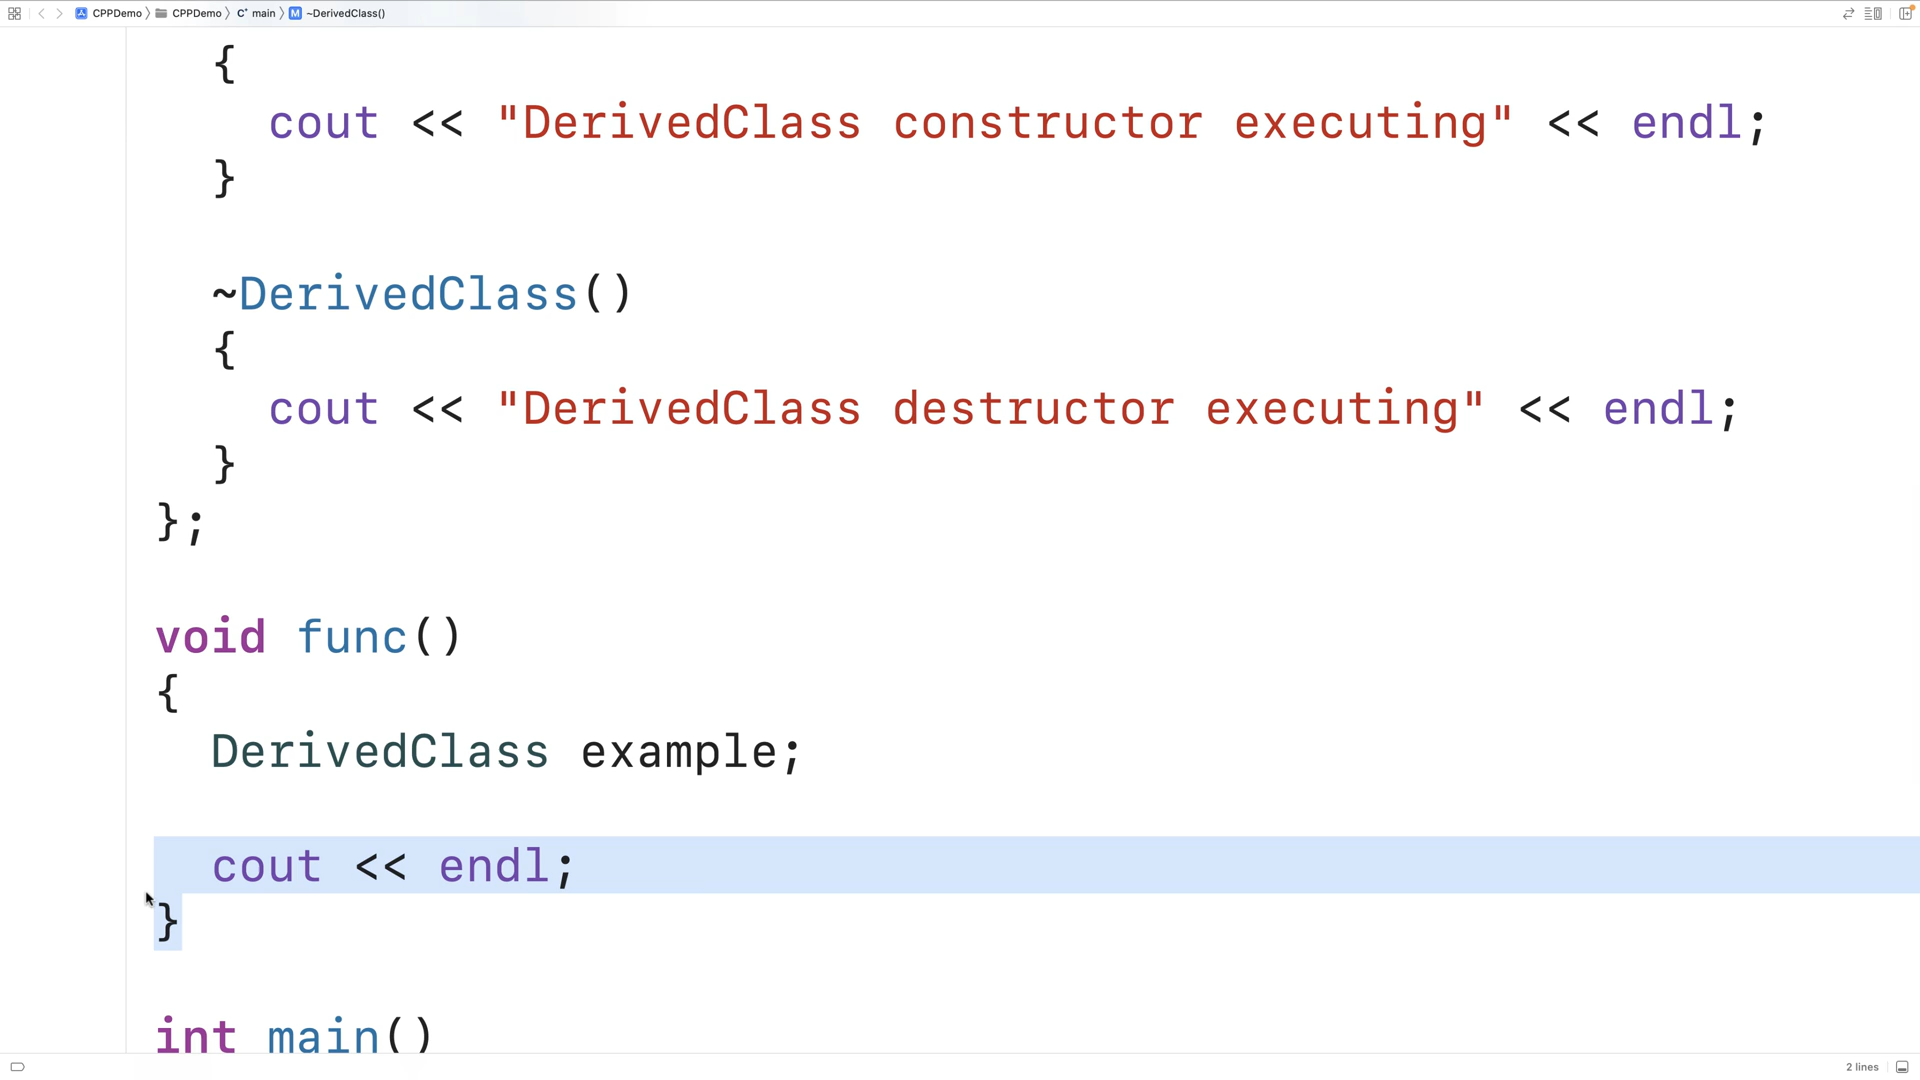 CPPDemo 〉 CPPDemo 〉 C⁺ main 〉 M ~DerivedClass()
{
cout << "DerivedClass constructor executing" << endl;
}
~DerivedClass()
{
cout << "DerivedClass destructor executing" << endl;
}
};
void func()
{
DerivedClass example;
cout << endl;
}
int main()
2 lines